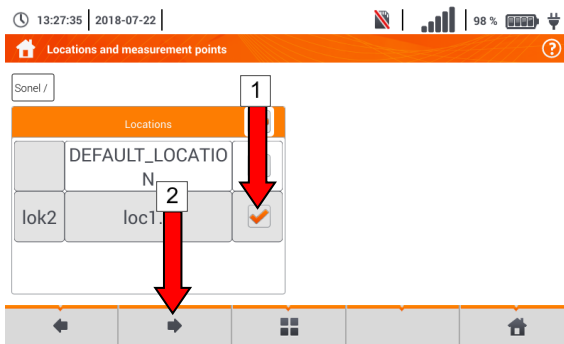 13:27:35 2018-07-22 98 %
Locations and measurement points
Sonel /
1
Locations
DEFAULT_LOCATIO
N
2
lok2 loc1.